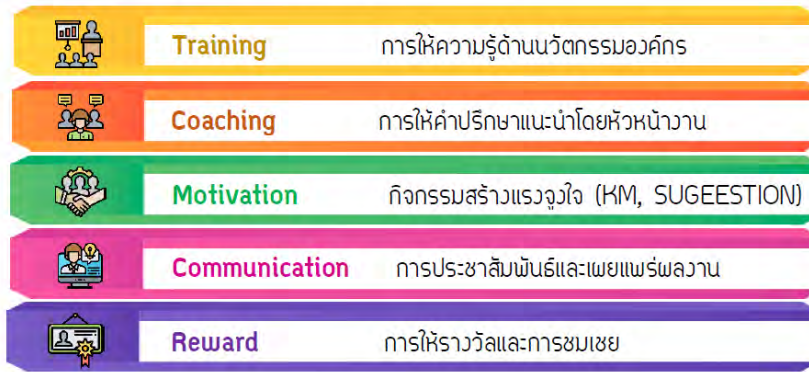 Training การให้ความรู้ด้านนวัตกรรมองค์กร
Coaching การให้คำปรึกษาแนะนำโดยหัวหน้างาน
Motivation กิจกรรมสร้างแรงจูงใจ (KM, SUGEESTION)
Communication การประชาสัมพันธ์และเผยแพร่ผลงาน
Reward การให้รางวัลและการชมเชย